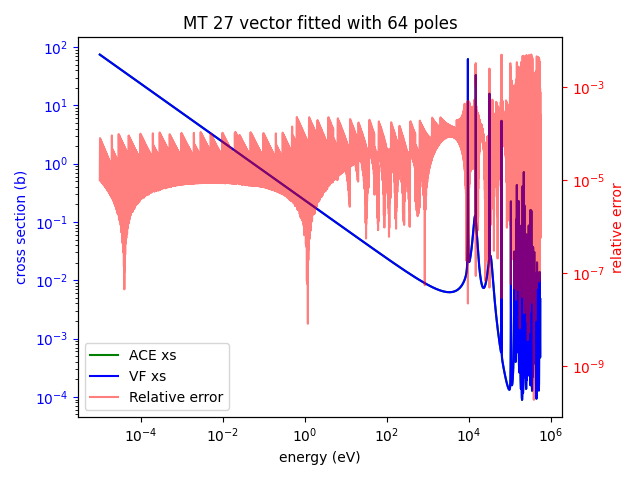 MT 27 vector fitted with 64 poles
cross section (b)
10²
10¹
10⁰
10⁻¹
10⁻²
10⁻³
10⁻⁴
10⁻³
10⁻⁵
10⁻⁷
10⁻⁹
relative error
ACE xs
VF xs
Relative error
10⁻⁴ 10⁻² 10⁰ 10² 10⁴ 10⁶
energy (eV)